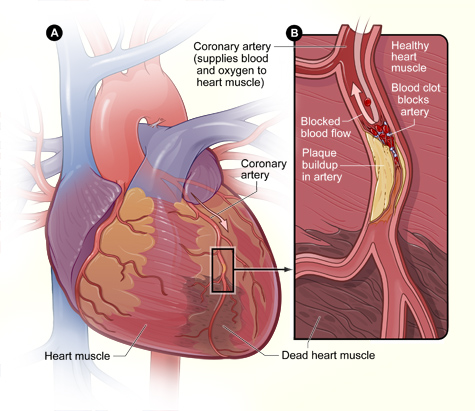 A
Coronary artery
(supplies blood
and oxygen to
heart muscle)
Coronary
artery
Heart muscle
Dead heart muscle
B
Healthy
heart
muscle
Blood clot
blocks
artery
Blocked
blood flow
Plaque
buildup
in artery